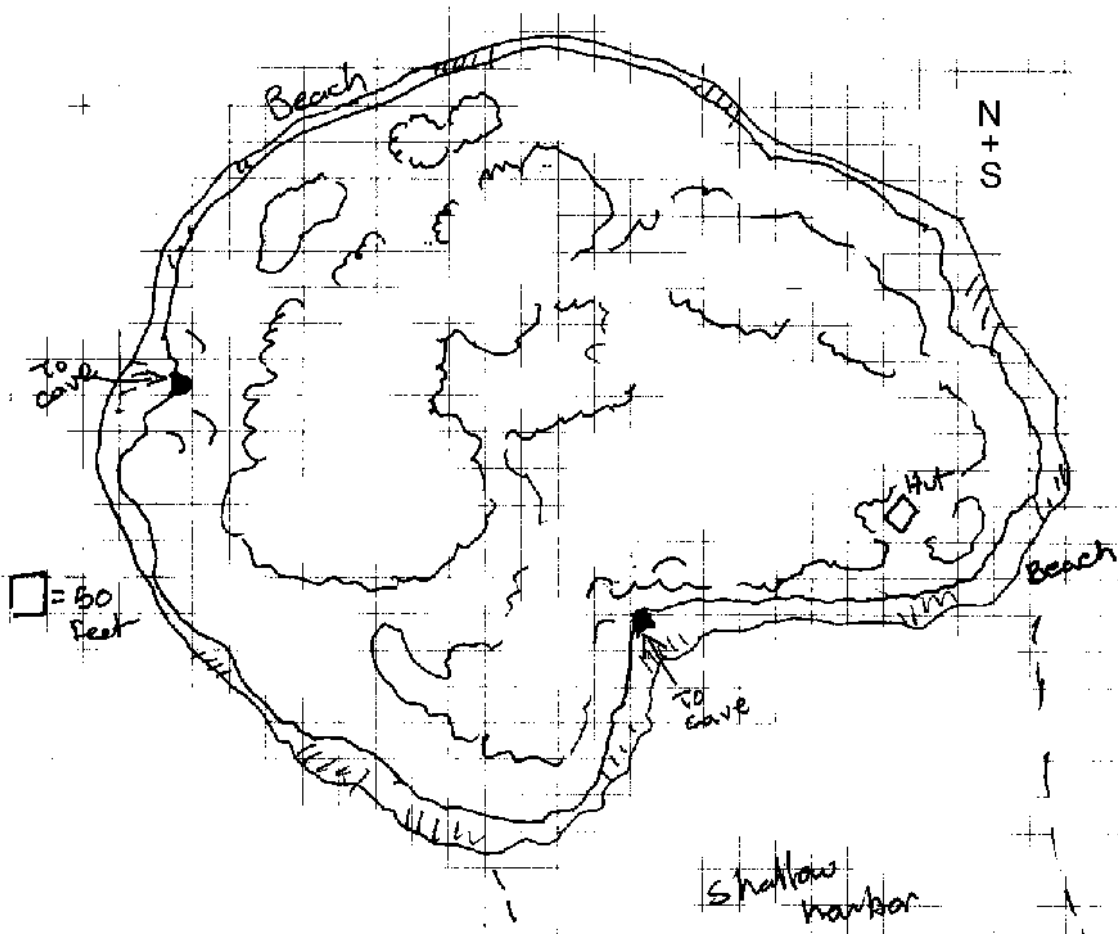 Beach
N
+
S
To
cave
Hut
Beach
= 50
feet
To
cave
Shallow
harbor